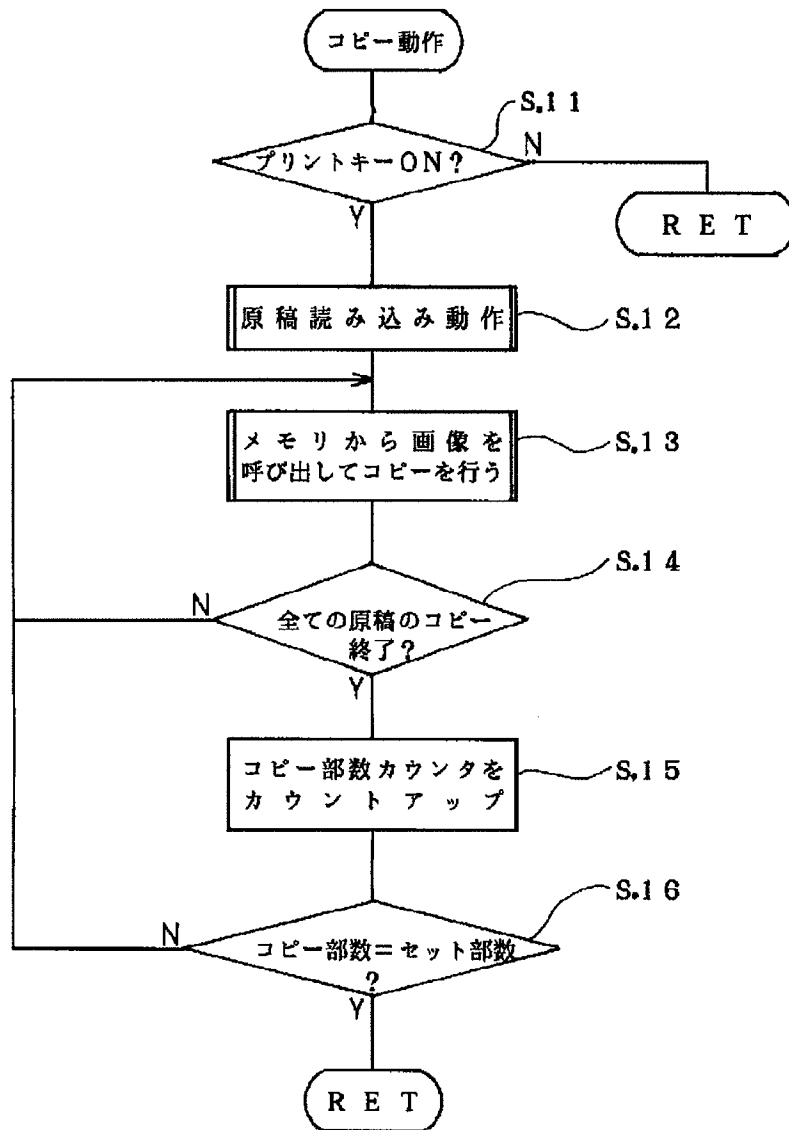 コピー動作
S.11
プリントキーON?
N
Y
RET
原稿読み込み動作
S.12
メモリから画像を
呼び出してコピーを行う
S.13
S.14
N
全ての原稿のコピー
終了?
Y
コピー部数カウンタを
カウントアップ
S.15
S.16
N
コピー部数=セット部数
?
Y
RET